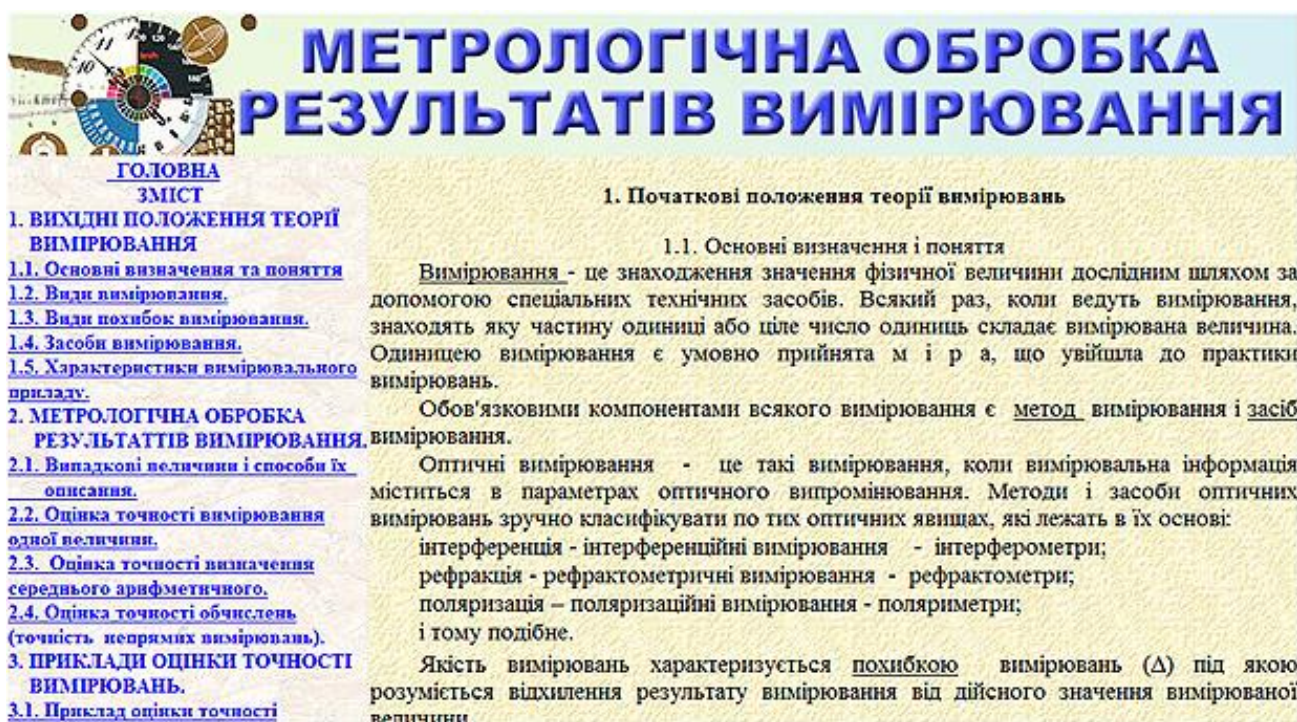 МЕТРОЛОГІЧНА ОБРОБКА
РЕЗУЛЬТАТІВ ВИМІРЮВАННЯ
ГОЛОВНА
ЗМІСТ
1. ВИХІДНІ ПОЛОЖЕННЯ ТЕОРІЇ
ВИМІРЮВАННЯ
1.1. Основні визначення та поняття
1.2. Види вимірювання.
1.3. Види похибок вимірювання.
1.4. Засоби вимірювання.
1.5. Характеристики вимірювального
приладу.
2. МЕТРОЛОГІЧНА ОБРОБКА
РЕЗУЛЬТАТТІВ ВИМІРЮВАННЯ.
2.1. Випадкові величини і способи їх
описання.
2.2. Оцінка точності вимірювання
одної величини.
2.3. Оцінка точності визначення
середнього арифметичного.
2.4. Оцінка точності обчислень
(точність непрямих вимірювань).
3. ПРИКЛАДИ ОЦІНКИ ТОЧНОСТІ
ВИМІРЮВАНЬ.
3.1. Приклад оцінки точності
1. Початкові положення теорії вимірювань
1.1. Основні визначення і поняття
Вимірювання - це знаходження значення фізичної величини дослідним шляхом за
допомогою спеціальних технічних засобів. Всякий раз, коли ведуть вимірювання,
знаходять яку частину одиниці або ціле число одиниць складає вимірювана величина.
Одиницею вимірювання є умовно прийнята м і р а, що увійшла до практики
вимірювань.
Обов'язковими компонентами всякого вимірювання є метод вимірювання і засіб
вимірювання.
Оптичні вимірювання - це такі вимірювання, коли вимірювальна інформація
міститься в параметрах оптичного випромінювання. Методи і засоби оптичних
вимірювань зручно класифікувати по тих оптичних явищах, які лежать в їх основі:
інтерференція - інтерференційні вимірювання - інтерферометри;
рефракція - рефрактометричні вимірювання - рефрактометри;
поляризація – поляризаційні вимірювання - поляриметри;
і тому подібне.
Якість вимірювань характеризується похибкою вимірювань (Δ) під якою
розуміється відхилення результату вимірювання від дійсного значення вимірюваної
величини